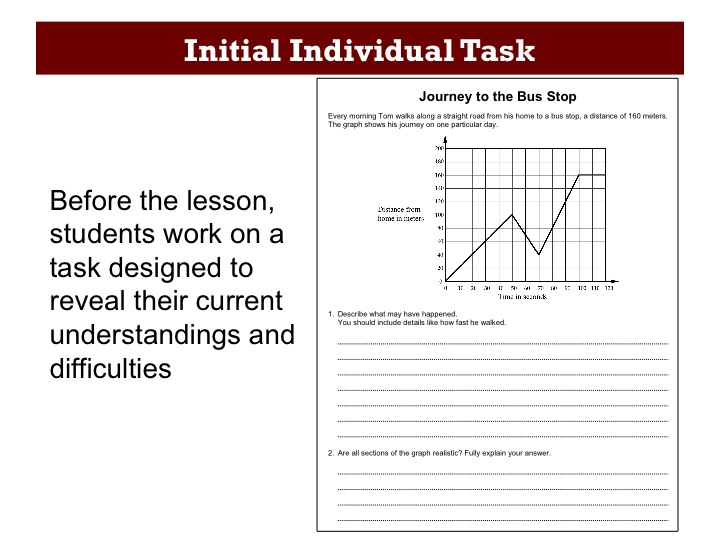 Initial Individual Task
Before the lesson,
students work on a
task designed to
reveal their current
understandings and
difficulties
Journey to the Bus Stop
Every morning Tom walks along a straight road from his home to a bus stop, a distance of 160 meters.
The graph shows his journey on one particular day.
Distance from
home in meters
200
180
160
140
120
100
80
60
40
20
0
0 10 20 30 40 50 60 70 80 90 100 110 120
Time in seconds
1. Describe what may have happened.
You should include details like how fast he walked.
2. Are all sections of the graph realistic? Fully explain your answer.